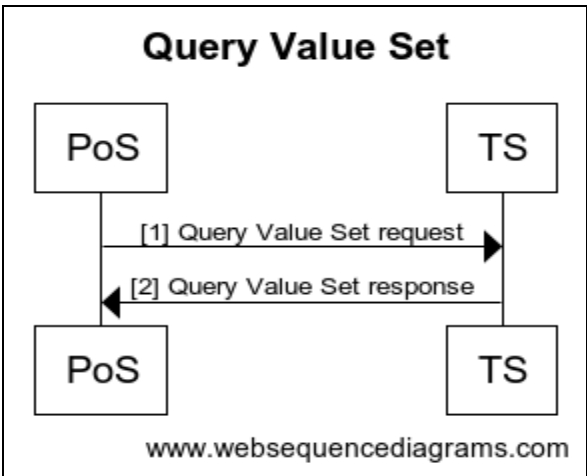 Query Value Set
PoS TS
[1] Query Value Set request
[2] Query Value Set response
PoS TS
www.websequencediagrams.com